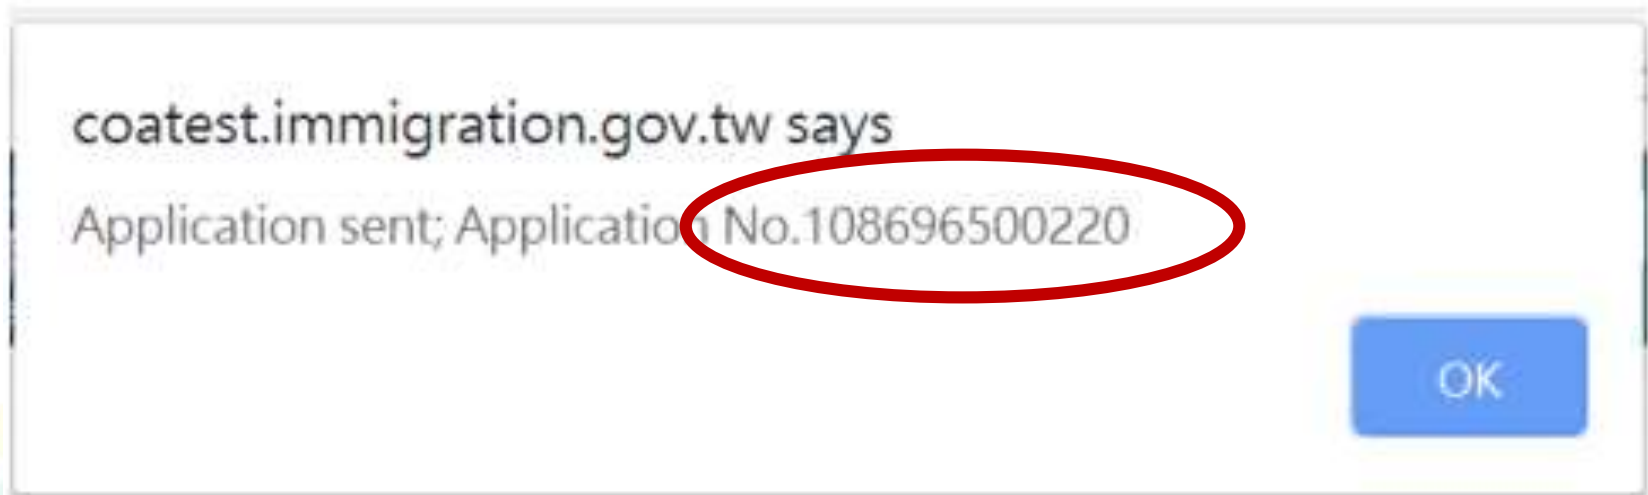 coatest.immigration.gov.tw says
Application sent; Application No.108696500220
OK